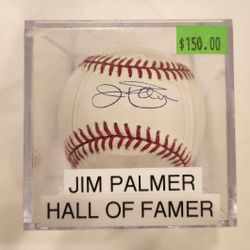 $150.00
JIM PALMER
HALL OF FAMER